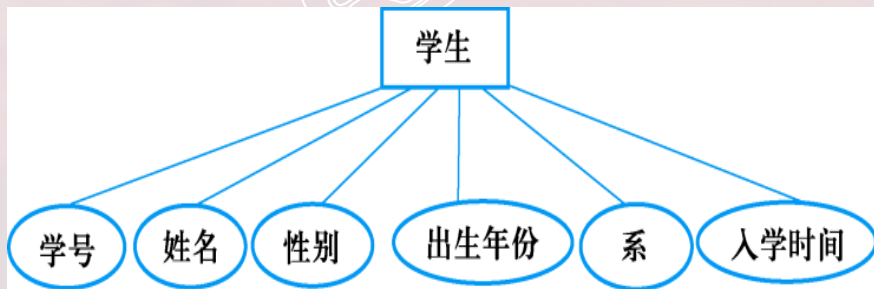 学生
学号
姓名
性别
出生年份
系
入学时间